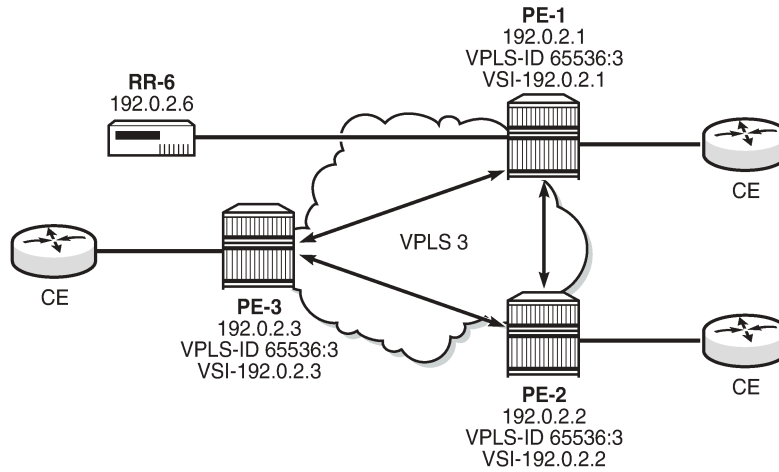 PE-1
192.0.2.1
VPLS-ID 65536:3
VSI-192.0.2.1
RR-6
192.0.2.6
CE
VPLS 3
CE
PE-3
192.0.2.3
VPLS-ID 65536:3
VSI-192.0.2.3
CE
PE-2
192.0.2.2
VPLS-ID 65536:3
VSI-192.0.2.2